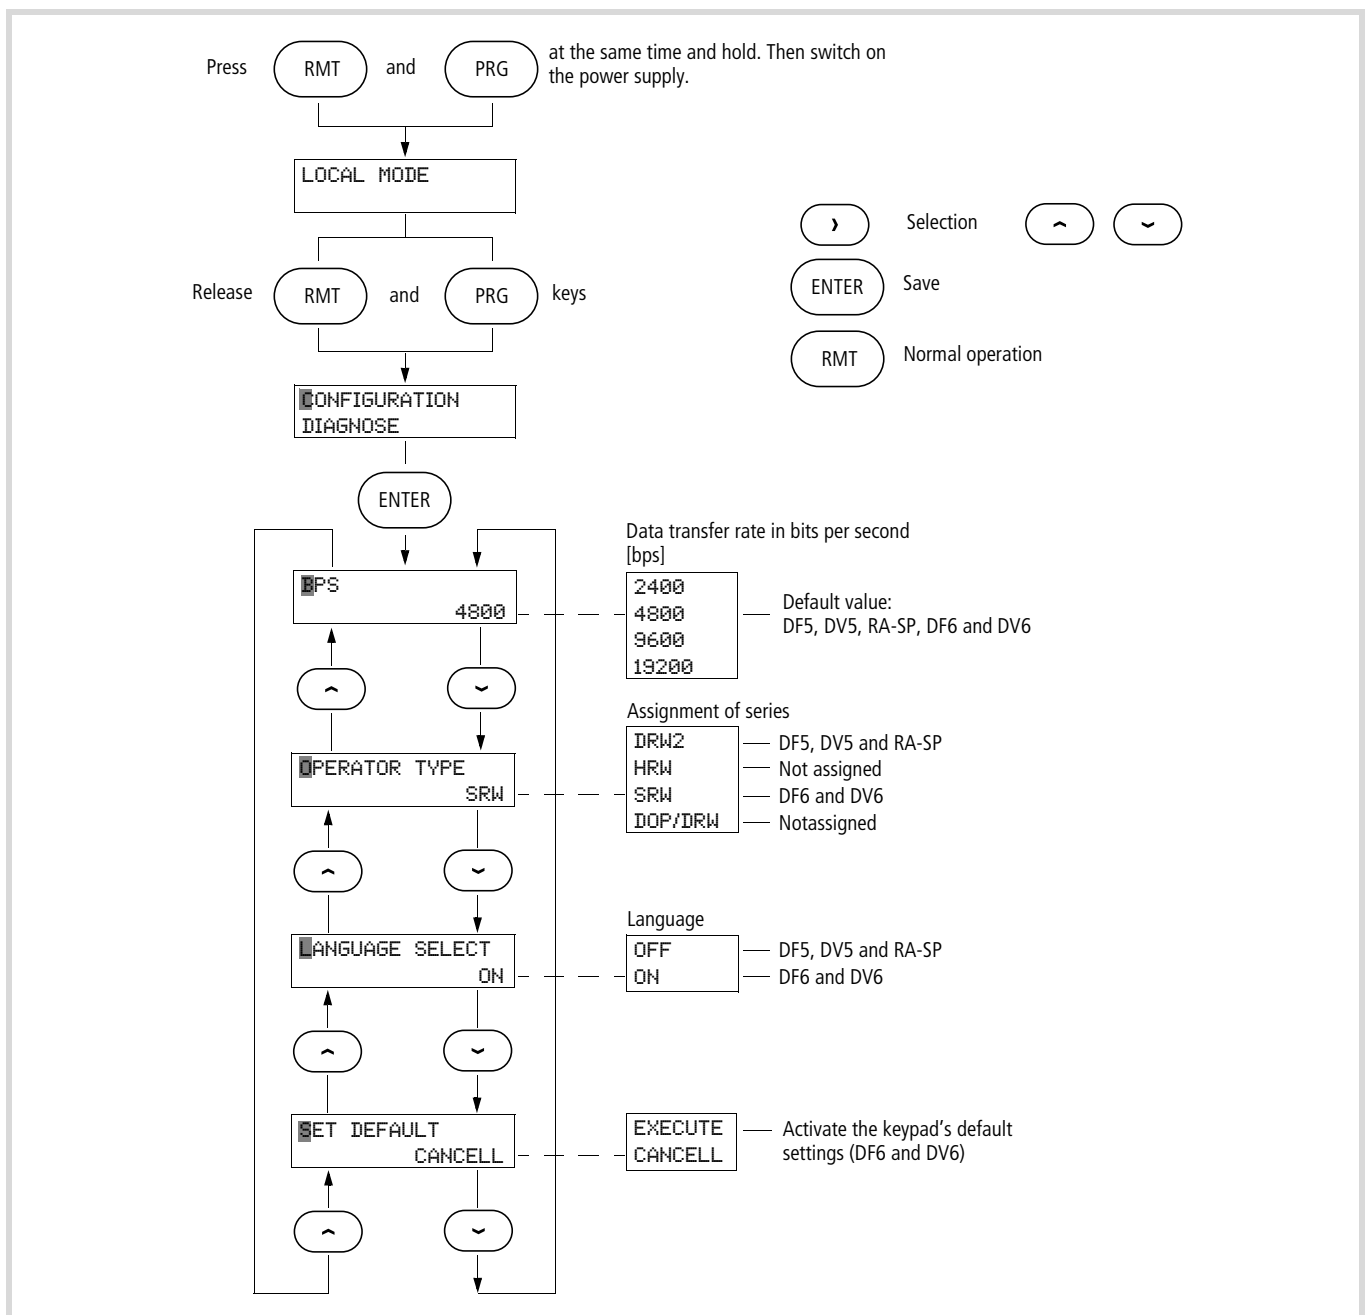 Press RMT and PRG at the same time and hold. Then switch on
the power supply.
LOCAL MODE
Release RMT and PRG keys
› Selection
ENTER Save
RMT Normal operation
CONFIGURATION
DIAGNOSE
ENTER
Data transfer rate in bits per second
[bps]
BPS
4800
2400
4800
9600
19200
Default value:
DF5, DV5, RA-SP, DF6 and DV6
Assignment of series
OPERATOR TYPE
SRW
DRW2 DF5, DV5 and RA-SP
HRW Not assigned
SRW DF6 and DV6
DOP/DRW Notassigned
Language
LANGUAGE SELECT
ON
OFF DF5, DV5 and RA-SP
ON DF6 and DV6
SET DEFAULT
CANCELL
EXECUTE
CANCELL
Activate the keypad's default
settings (DF6 and DV6)